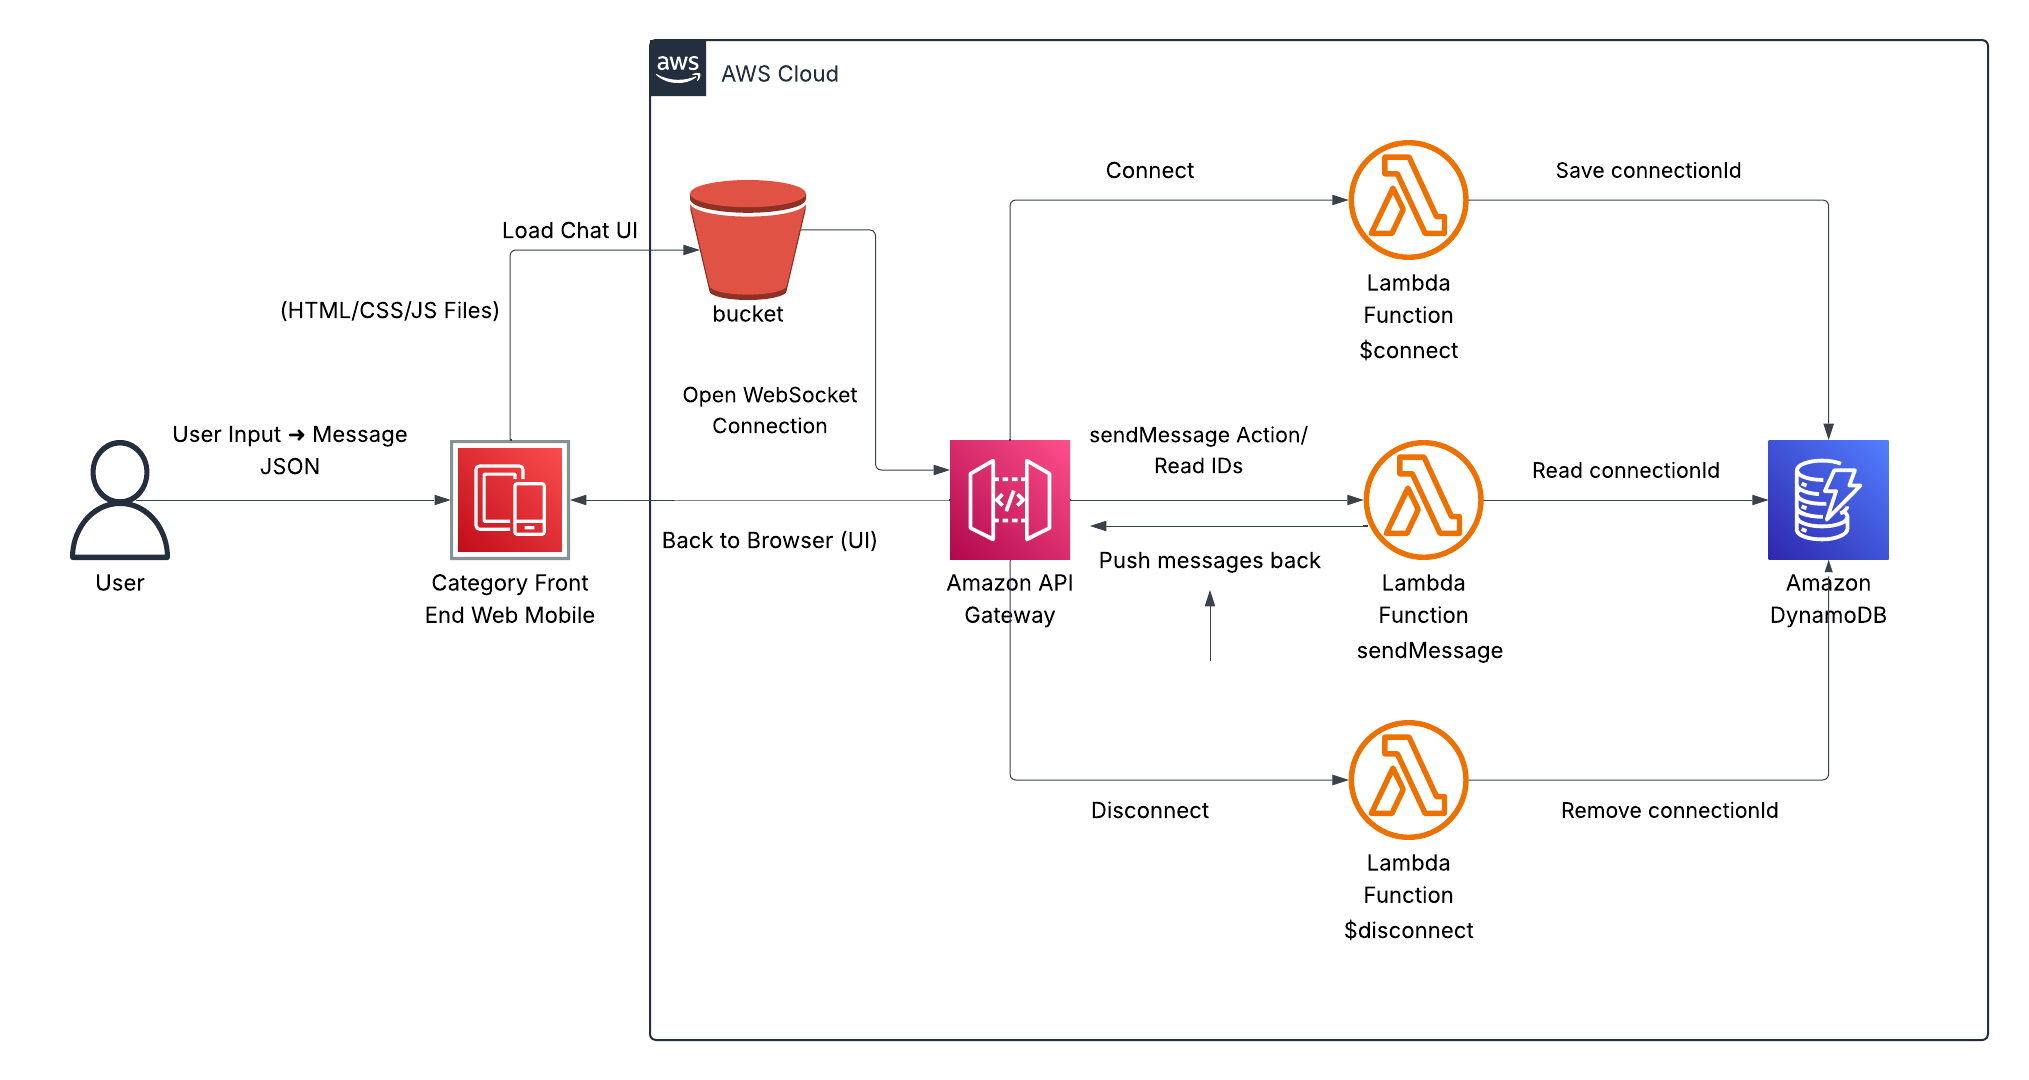 aws
AWS Cloud
Connect
Save connectionId
Load Chat UI
(HTML/CSS/JS Files)
bucket
Lambda
Function
$connect
Open WebSocket
Connection
User Input ➜ Message
JSON
sendMessage Action/
Read IDs
Read connectionId
Back to Browser (UI)
Push messages back
User
Category Front
End Web Mobile
Amazon API
Gateway
Lambda
Function
sendMessage
Amazon
DynamoDB
Disconnect
Remove connectionId
Lambda
Function
$disconnect